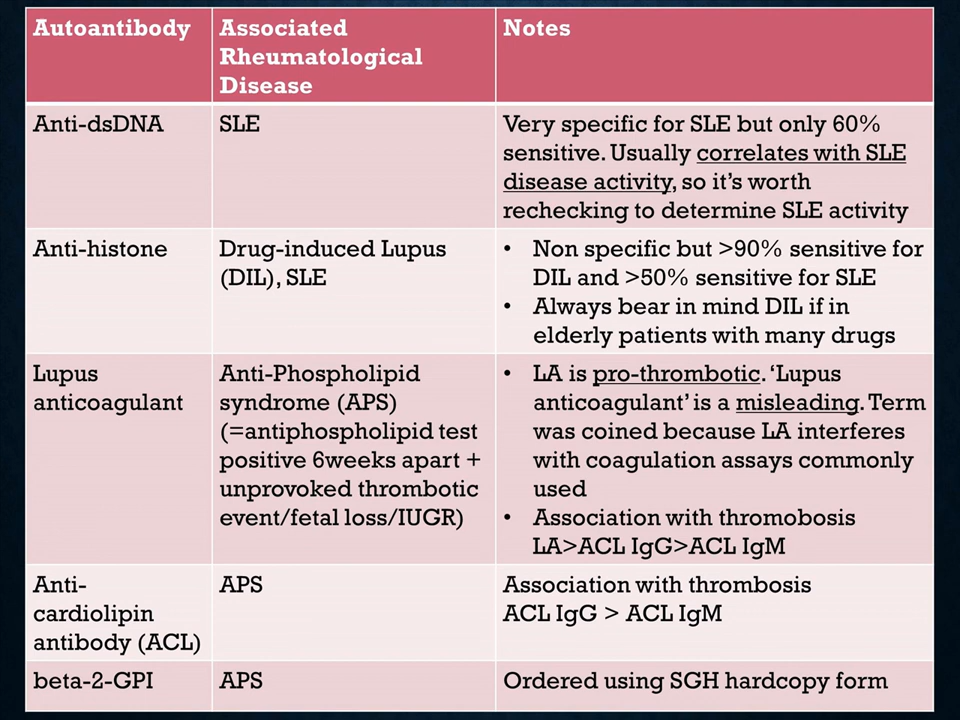 Autoantibody
Associated
Rheumatological
Disease
Notes
Anti-dsDNA
SLE
Very specific for SLE but only 60%
sensitive. Usually correlates with SLE
disease activity, so it's worth
rechecking to determine SLE activity
Anti-histone
Drug-induced Lupus
(DIL), SLE
• Non specific but >90% sensitive for
DIL and >50% sensitive for SLE
• Always bear in mind DIL if in
elderly patients with many drugs
Lupus
anticoagulant
Anti-Phospholipid
syndrome (APS)
(=antiphospholipid test
positive 6weeks apart +
unprovoked thrombotic
event/fetal loss/IUGR)
• LA is pro-thrombotic. 'Lupus
anticoagulant' is a misleading. Term
was coined because LA interferes
with coagulation assays commonly
used
• Association with thromobosis
LA>ACL IgG>ACL IgM
Anti-
cardiolipin
antibody (ACL)
APS
Association with thrombosis
ACL IgG > ACL IgM
beta-2-GPI
APS
Ordered using SGH hardcopy form